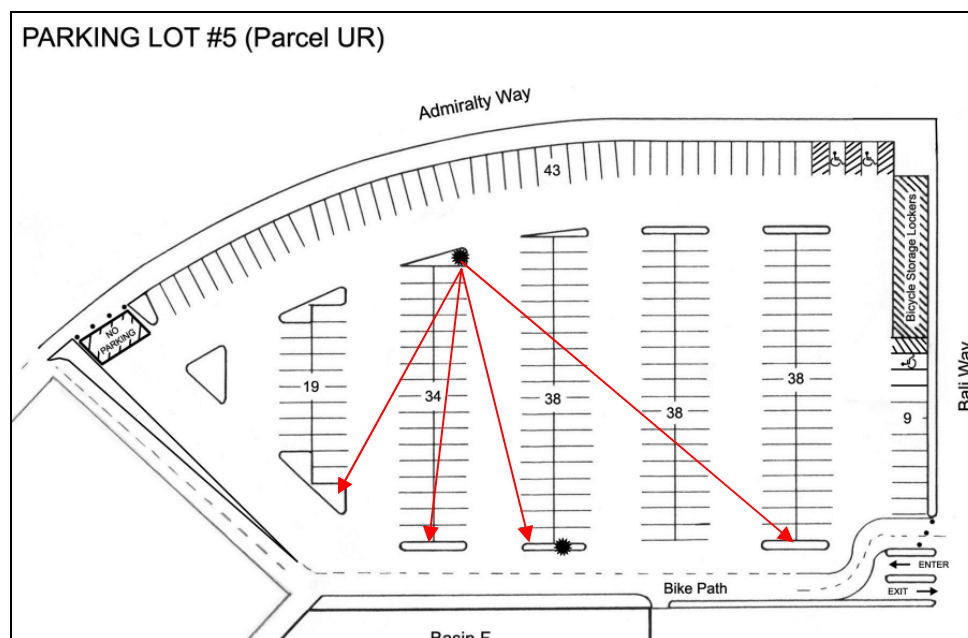 PARKING LOT #5 (Parcel UR)
Admiralty Way
43
Bicycle Storage Lockers
NO
PARKING
19
34
38
38
38
9
Bali Way
ENTER
EXIT
Bike Path
Basin F